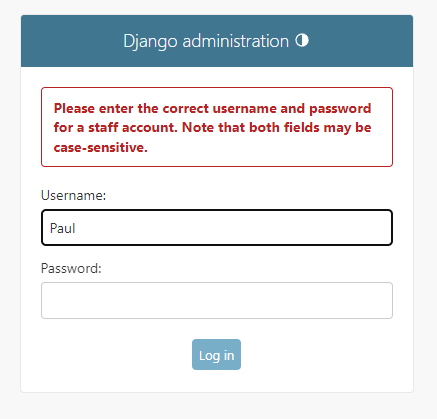 Django administration
Please enter the correct username and password
for a staff account. Note that both fields may be
case-sensitive.
Username:
Paul
Password:
Log in